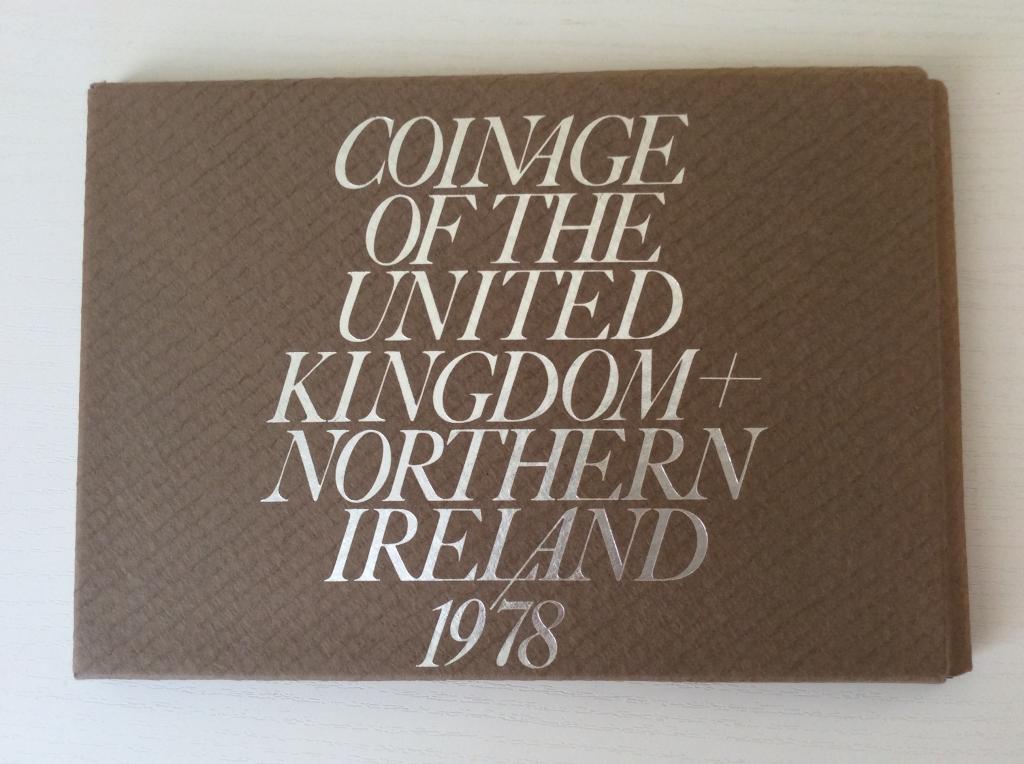 COINAGE
OF THE
UNITED
KINGDOM +
NORTHERN
IRELAND
1978